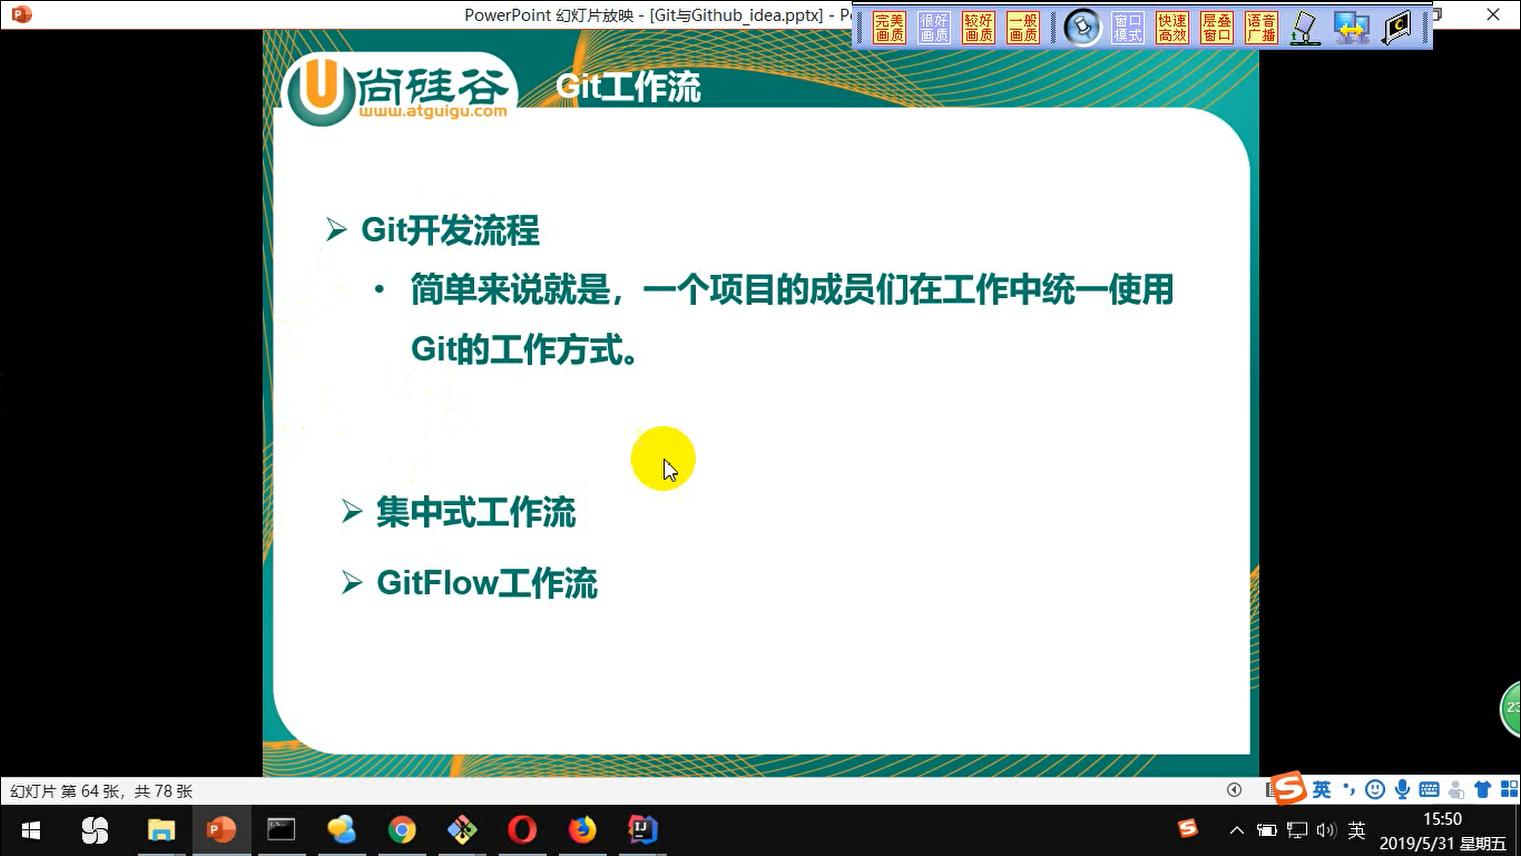 PowerPoint 幻灯片放映 - [Git与Github_idea.pptx] - P
完美画质
很好画质
较好画质
一般画质
窗口模式
快速高效
层叠窗口
语音广播
尚硅谷
www.atguigu.com
Git工作流
Git开发流程
简单来说就是，一个项目的成员们在工作中统一使用
Git的工作方式。
集中式工作流
GitFlow工作流
23
幻灯片 第 64 张，共 78 张
英
英
15:50
2019/5/31 星期五